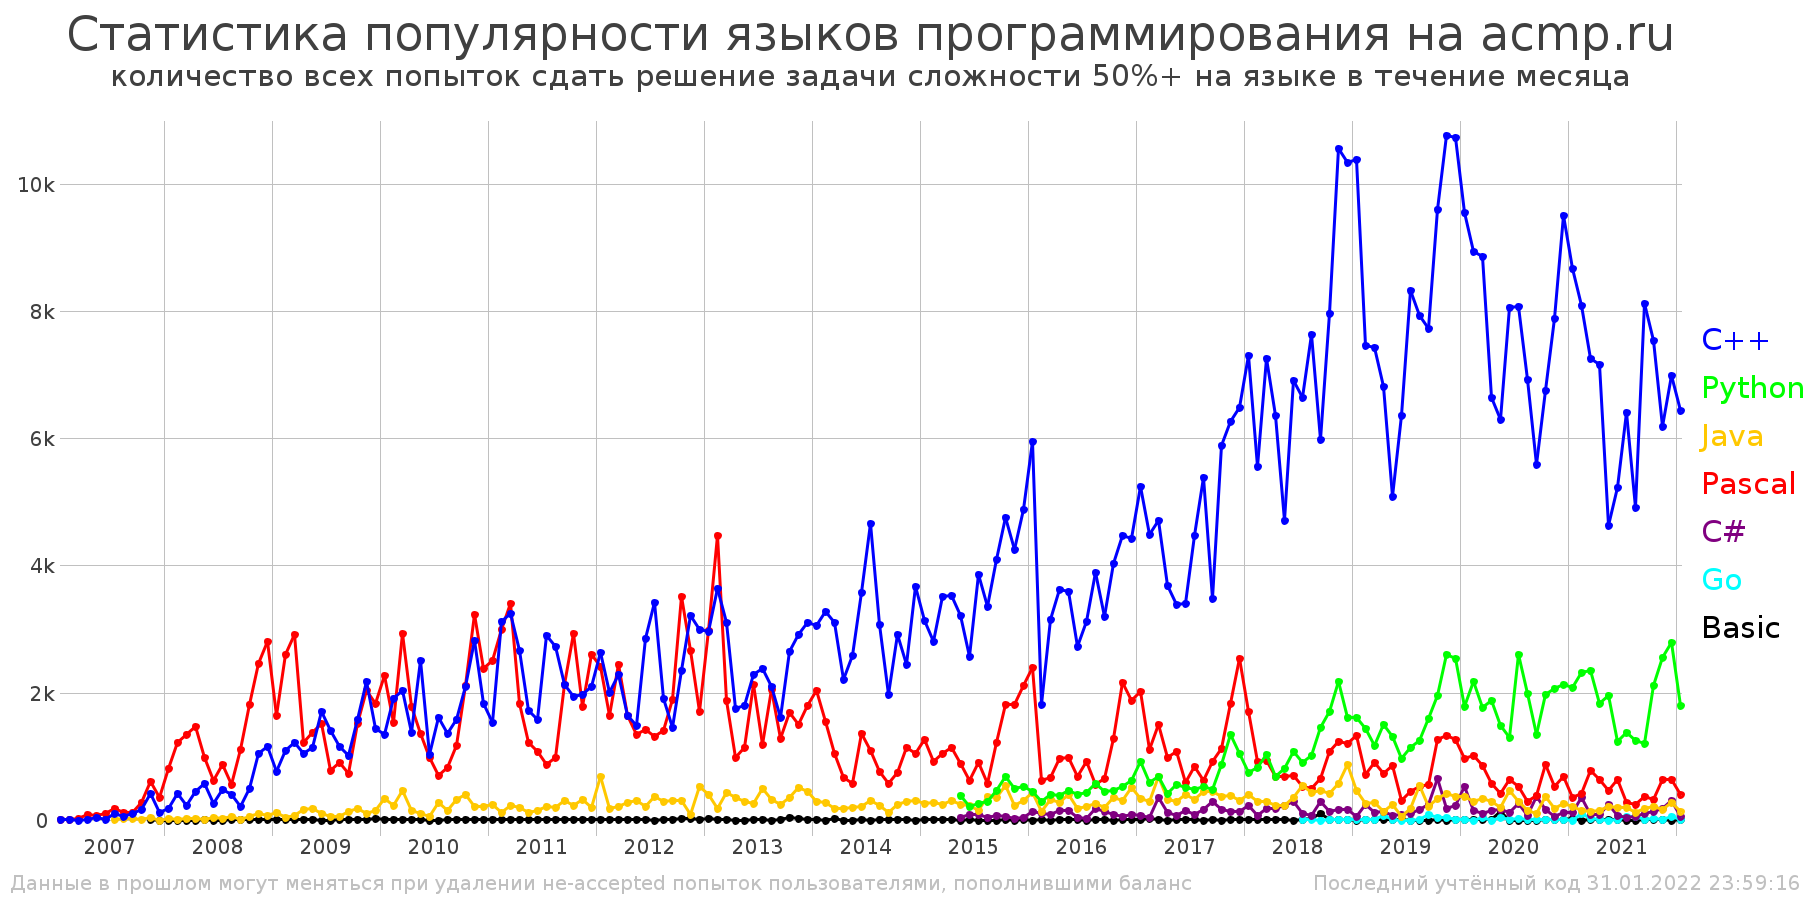 Статистика популярности языков программирования на acmp.ru
количество всех попыток сдать решение задачи сложности 50%+ на языке в течение месяца
10k
8k
6k
4k
2k
0
C++
Python
Java
Pascal
C#
Go
Basic
2007 2008 2009 2010 2011 2012 2013 2014 2015 2016 2017 2018 2019 2020 2021
Данные в прошлом могут меняться при удалении не-accepted попыток пользователями, пополнившими баланс
Последний учтённый код 31.01.2022 23:59:16